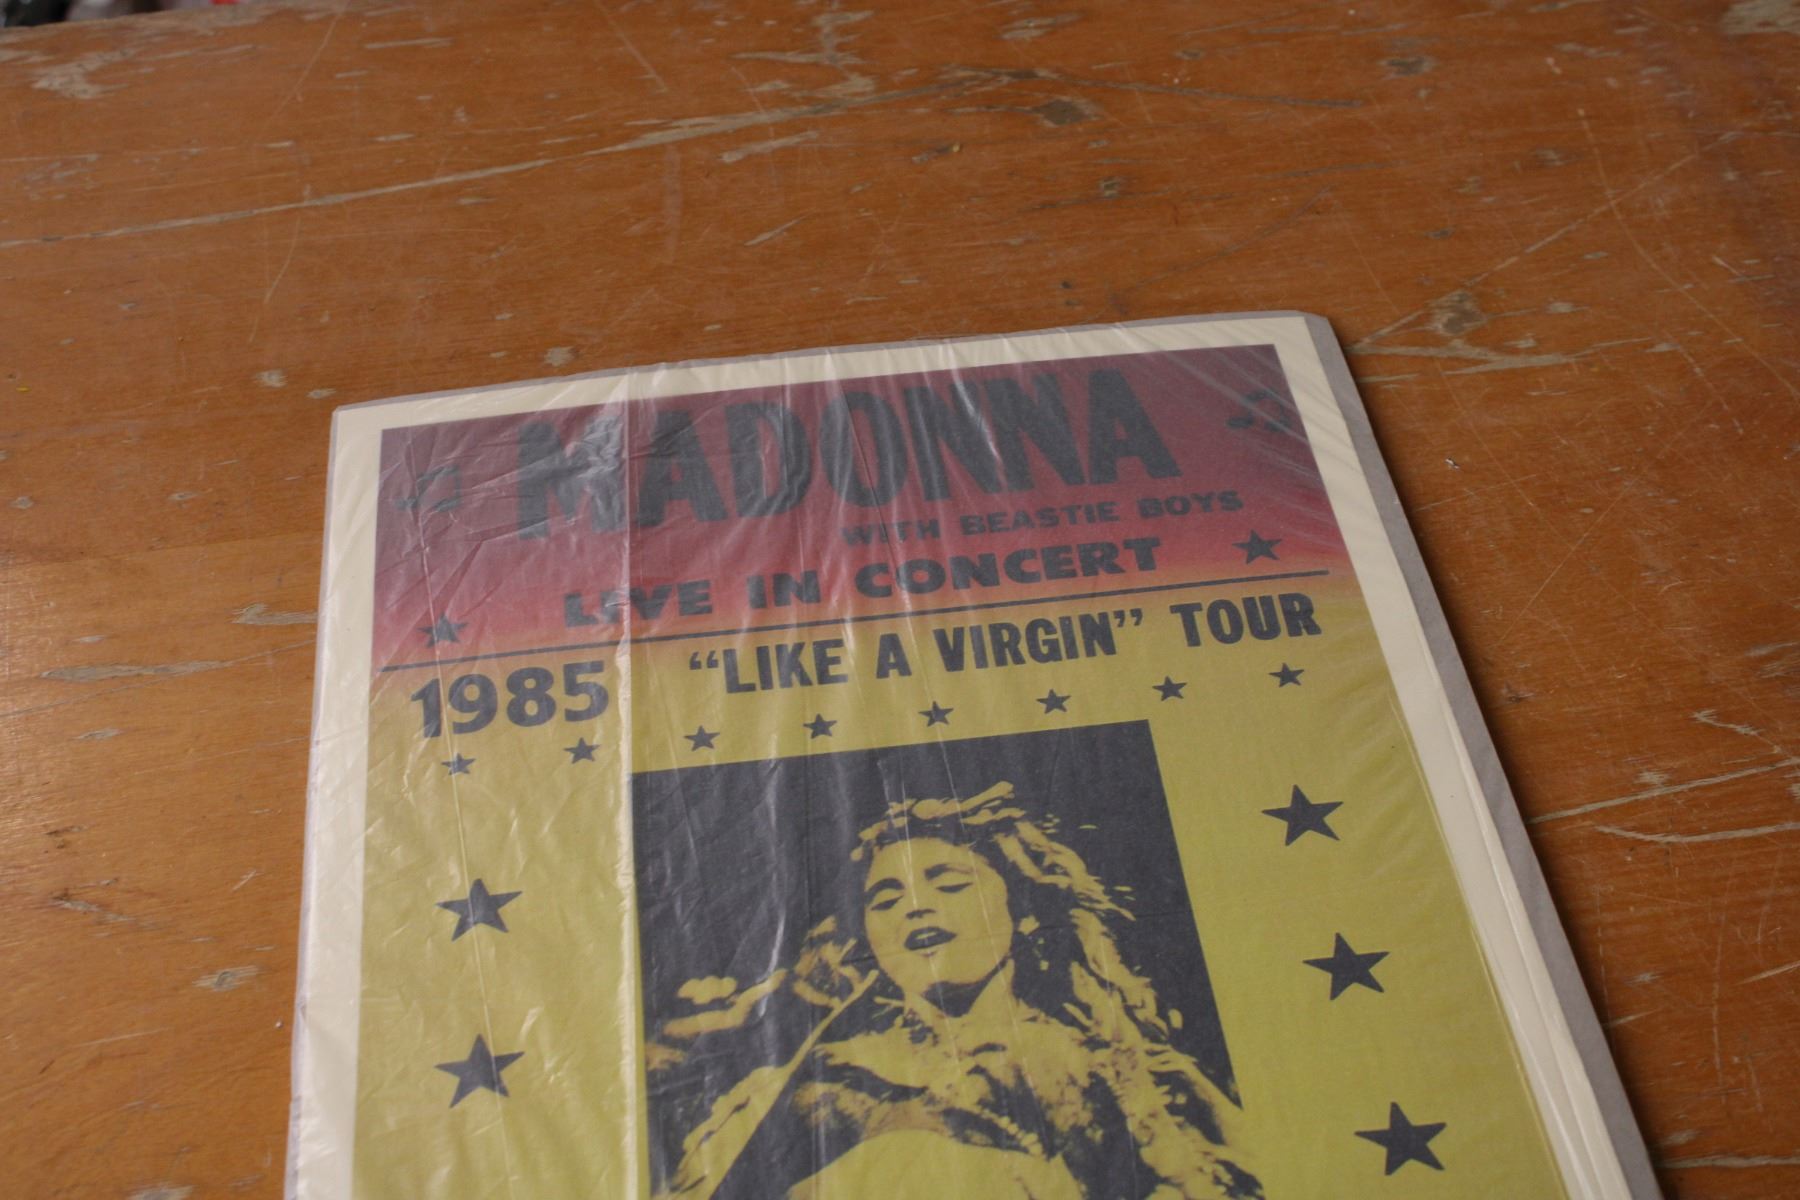 MADONNA
WITH BEASTIE BOYS
LIVE IN CONCERT
1985 "LIKE A VIRGIN" TOUR